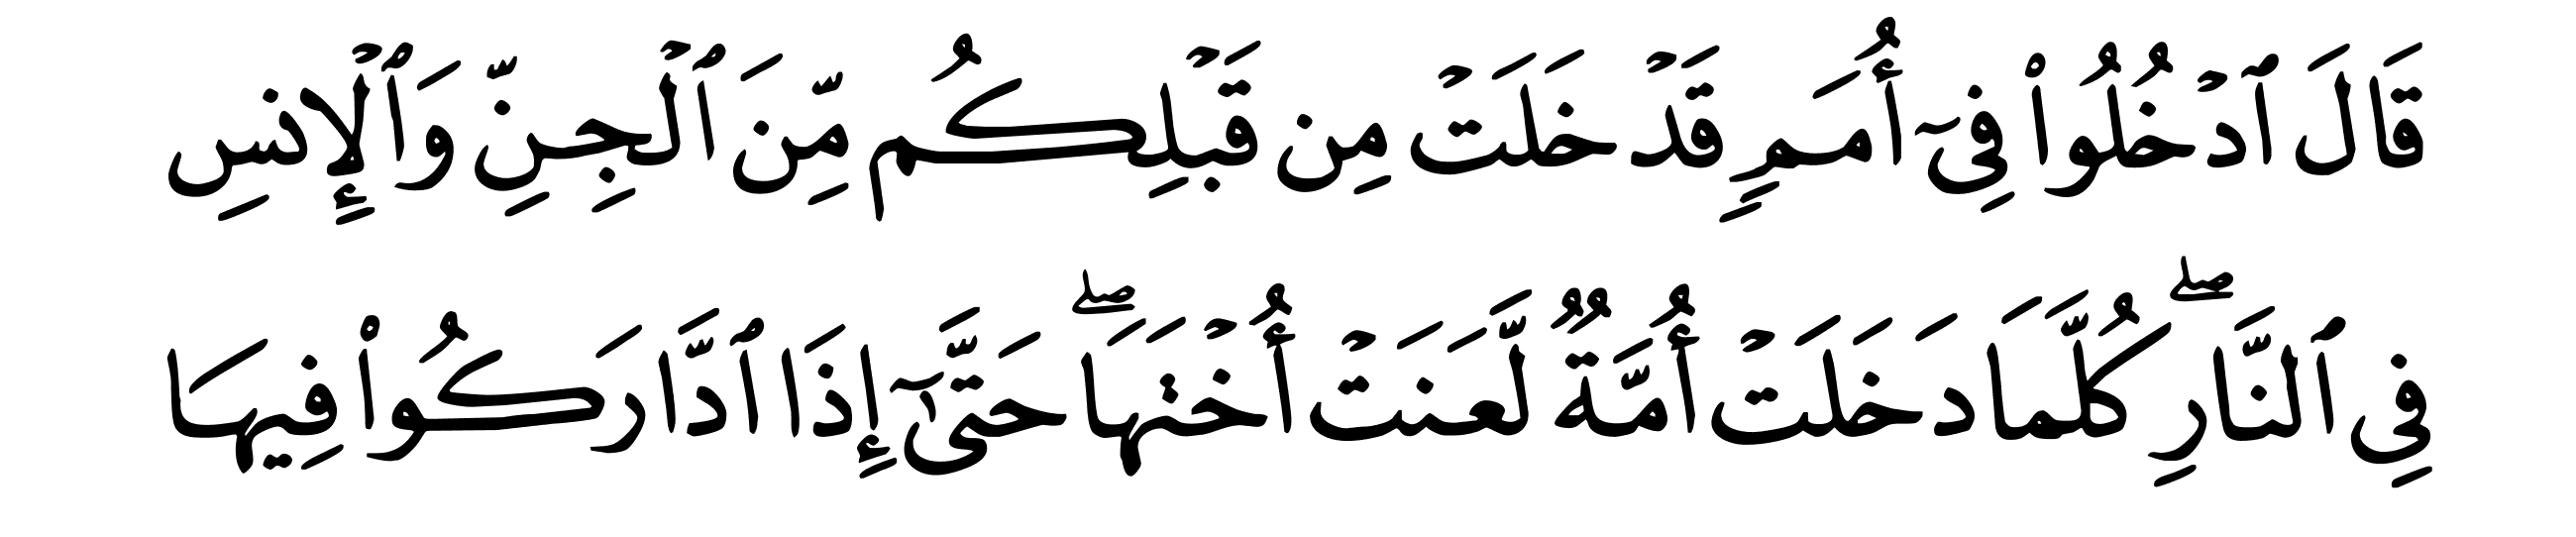 قَالَ ٱدۡخُلُواْ فِيٓ أُمَمٖ قَدۡ خَلَتۡ مِن قَبۡلِكُم مِّنَ ٱلۡجِنِّ وَٱلۡإِنسِ
فِي ٱلنَّارِۖ كُلَّمَا دَخَلَتۡ أُمَّةٞ لَّعَنَتۡ أُخۡتَهَاۖ حَتَّىٰٓ إِذَا ٱدَّارَكُواْ فِيهَا